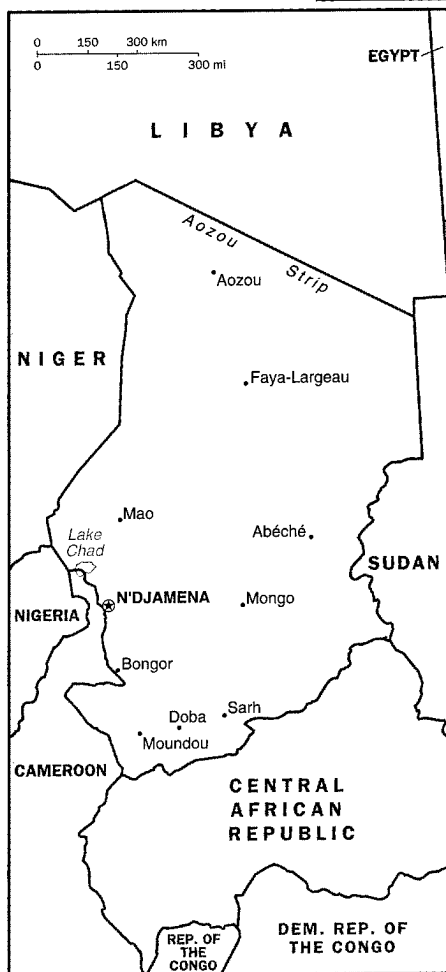 0 150 300 km
0 150 300 mi
EGYPT
LIBYA
Aozou
Strip
Aozou
NIGER
Faya-Largeau
Mao
Lake
Chad
Abéché
SUDAN
N'DJAMENA
Mongo
NIGERIA
Bongor
Sarh
Doba
Moundou
CAMEROON
CENTRAL
AFRICAN
REPUBLIC
REP. OF
THE
CONGO
DEM. REP. OF
THE CONGO